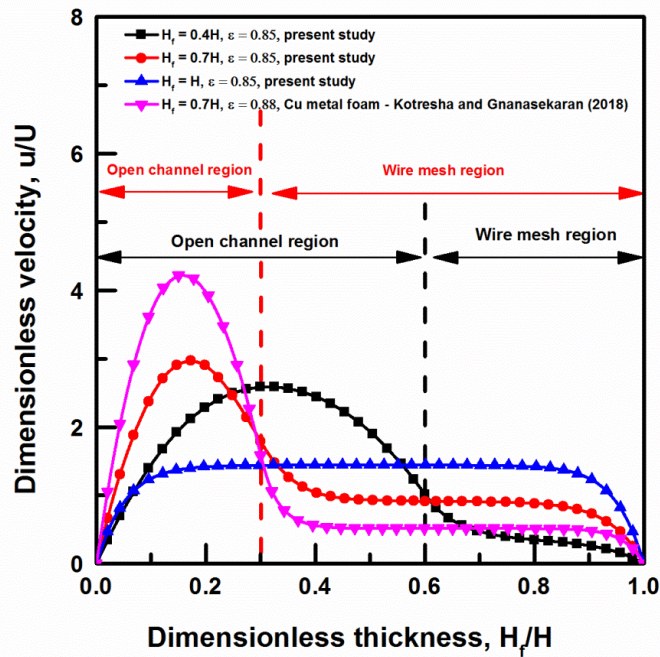 8
H_f = 0.4H, ε = 0.85, present study
H_f = 0.7H, ε = 0.85, present study
H_f = H, ε = 0.85, present study
H_f = 0.7H, ε = 0.88, Cu metal foam - Kotresha and Gnanasekaran (2018)
6
Open channel region
Wire mesh region
Open channel region
Wire mesh region
4
2
0
Dimensionless velocity, u/U
0.0 0.2 0.4 0.6 0.8 1.0
Dimensionless thickness, H_f/H